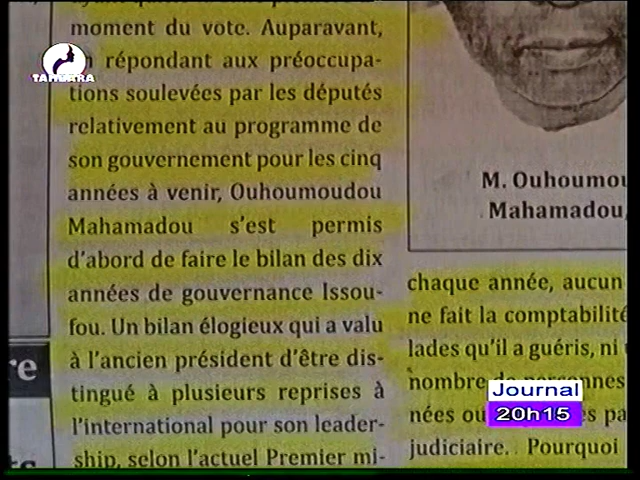 moment du vote. Auparavant,
répondant aux préoccupa-
tions soulevées par les députés
relativement au programme de
son gouvernement pour les cinq
années à venir, Ouhoumoudou
Mahamadou s'est permis
d'abord de faire le bilan des dix
années de gouvernance Issou-
fou. Un bilan élogieux qui a valu
à l'ancien président d'être dis-
tingué à plusieurs reprises à
l'international pour son leader-
ship, selon l'actuel Premier mi-
M. Ouhoumou
Mahamadou,
chaque année, aucun
ne fait la comptabilité
lades qu'il a guéris, ni
nombre de personnes
nées ou
judiciaire. Pourquoi
re
Journal
20h15